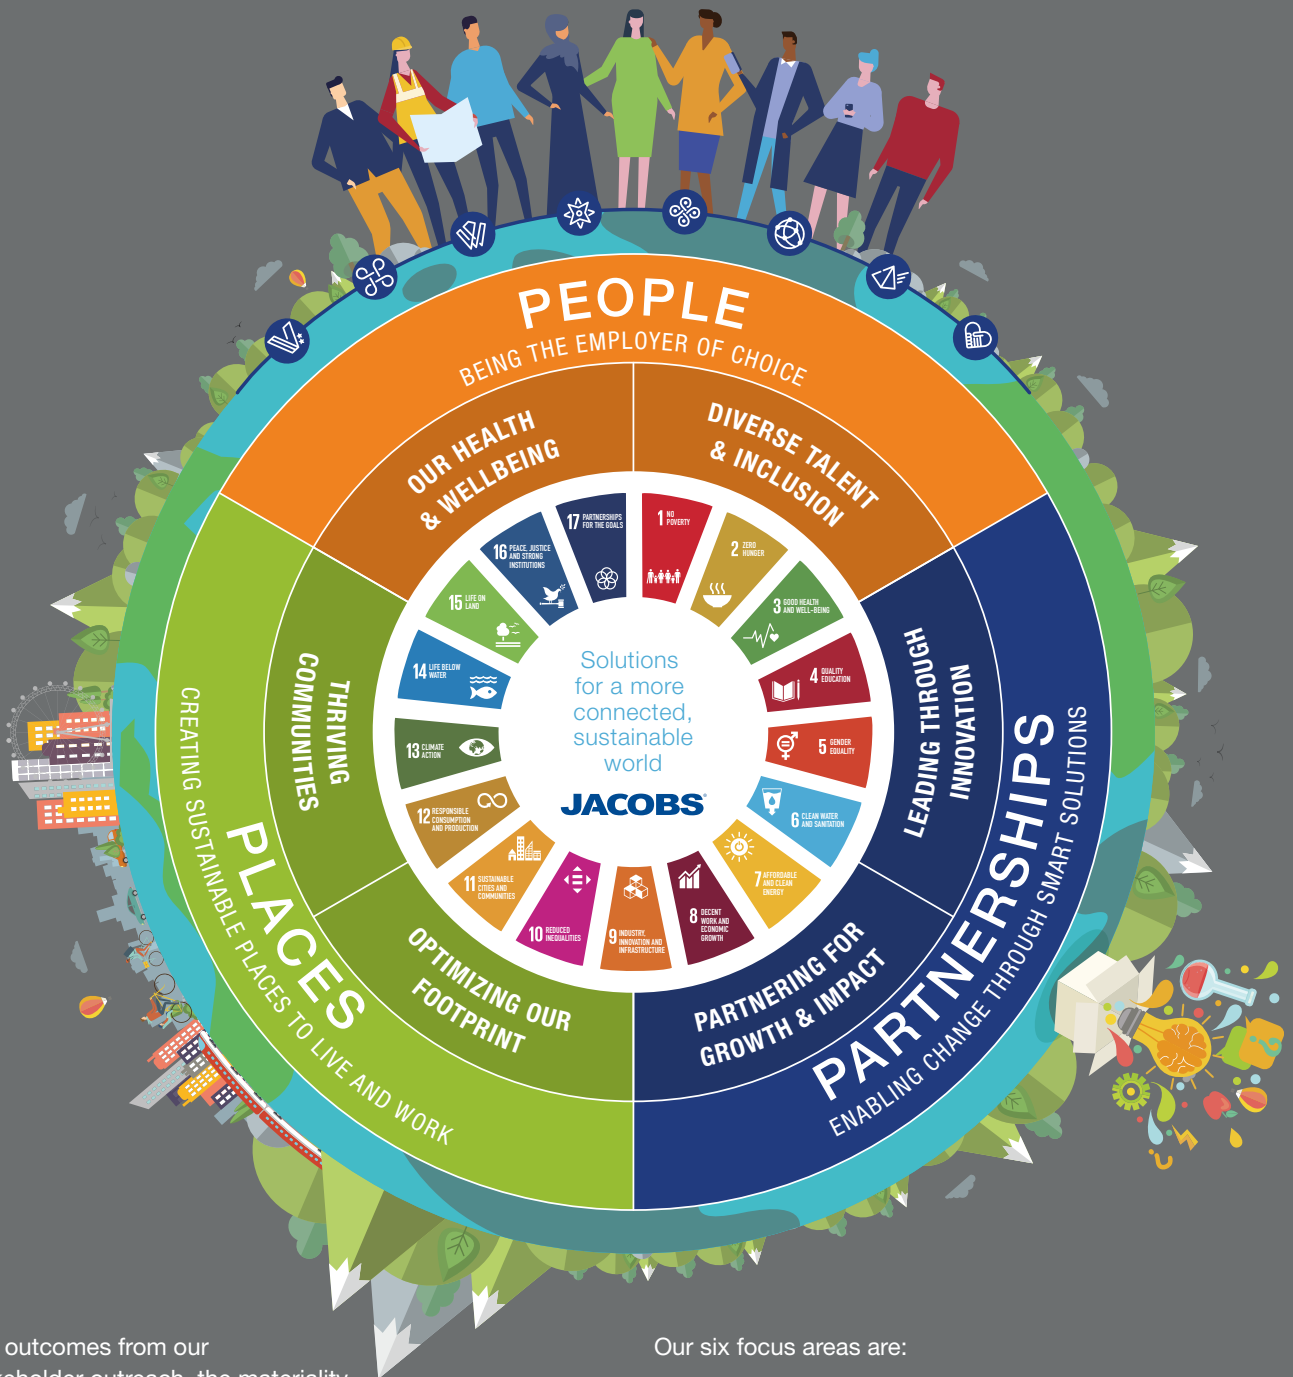 PEOPLE
BEING THE EMPLOYER OF CHOICE
OUR HEALTH
& WELLBEING
DIVERSE TALENT
& INCLUSION
PARTNERSHIPS
ENABLING CHANGE THROUGH SMART SOLUTIONS
LEADING THROUGH
INNOVATION
PARTNERING FOR
GROWTH & IMPACT
PLACES
CREATING SUSTAINABLE PLACES TO LIVE AND WORK
OPTIMIZING OUR
FOOTPRINT
THRIVING
COMMUNITIES
1 NO
POVERTY
2 ZERO
HUNGER
3 GOOD HEALTH
AND WELL-BEING
4 QUALITY
EDUCATION
5 GENDER
EQUALITY
6 CLEAN WATER
AND SANITATION
7 AFFORDABLE
AND CLEAN
ENERGY
8 DECENT
WORK AND
ECONOMIC
GROWTH
9 INDUSTRY,
INNOVATION AND
INFRASTRUCTURE
10 REDUCED
INEQUALITIES
11 SUSTAINABLE
CITIES AND
COMMUNITIES
12 RESPONSIBLE
CONSUMPTION
AND PRODUCTION
13 CLIMATE
ACTION
14 LIFE BELOW
WATER
15 LIFE ON
LAND
16 PEACE, JUSTICE
AND STRONG
INSTITUTIONS
17 PARTNERSHIPS
FOR THE GOALS
Solutions
for a more
connected,
sustainable
world
JACOBS
outcomes from our
keholder outreach, the materiality
Our six focus areas are: